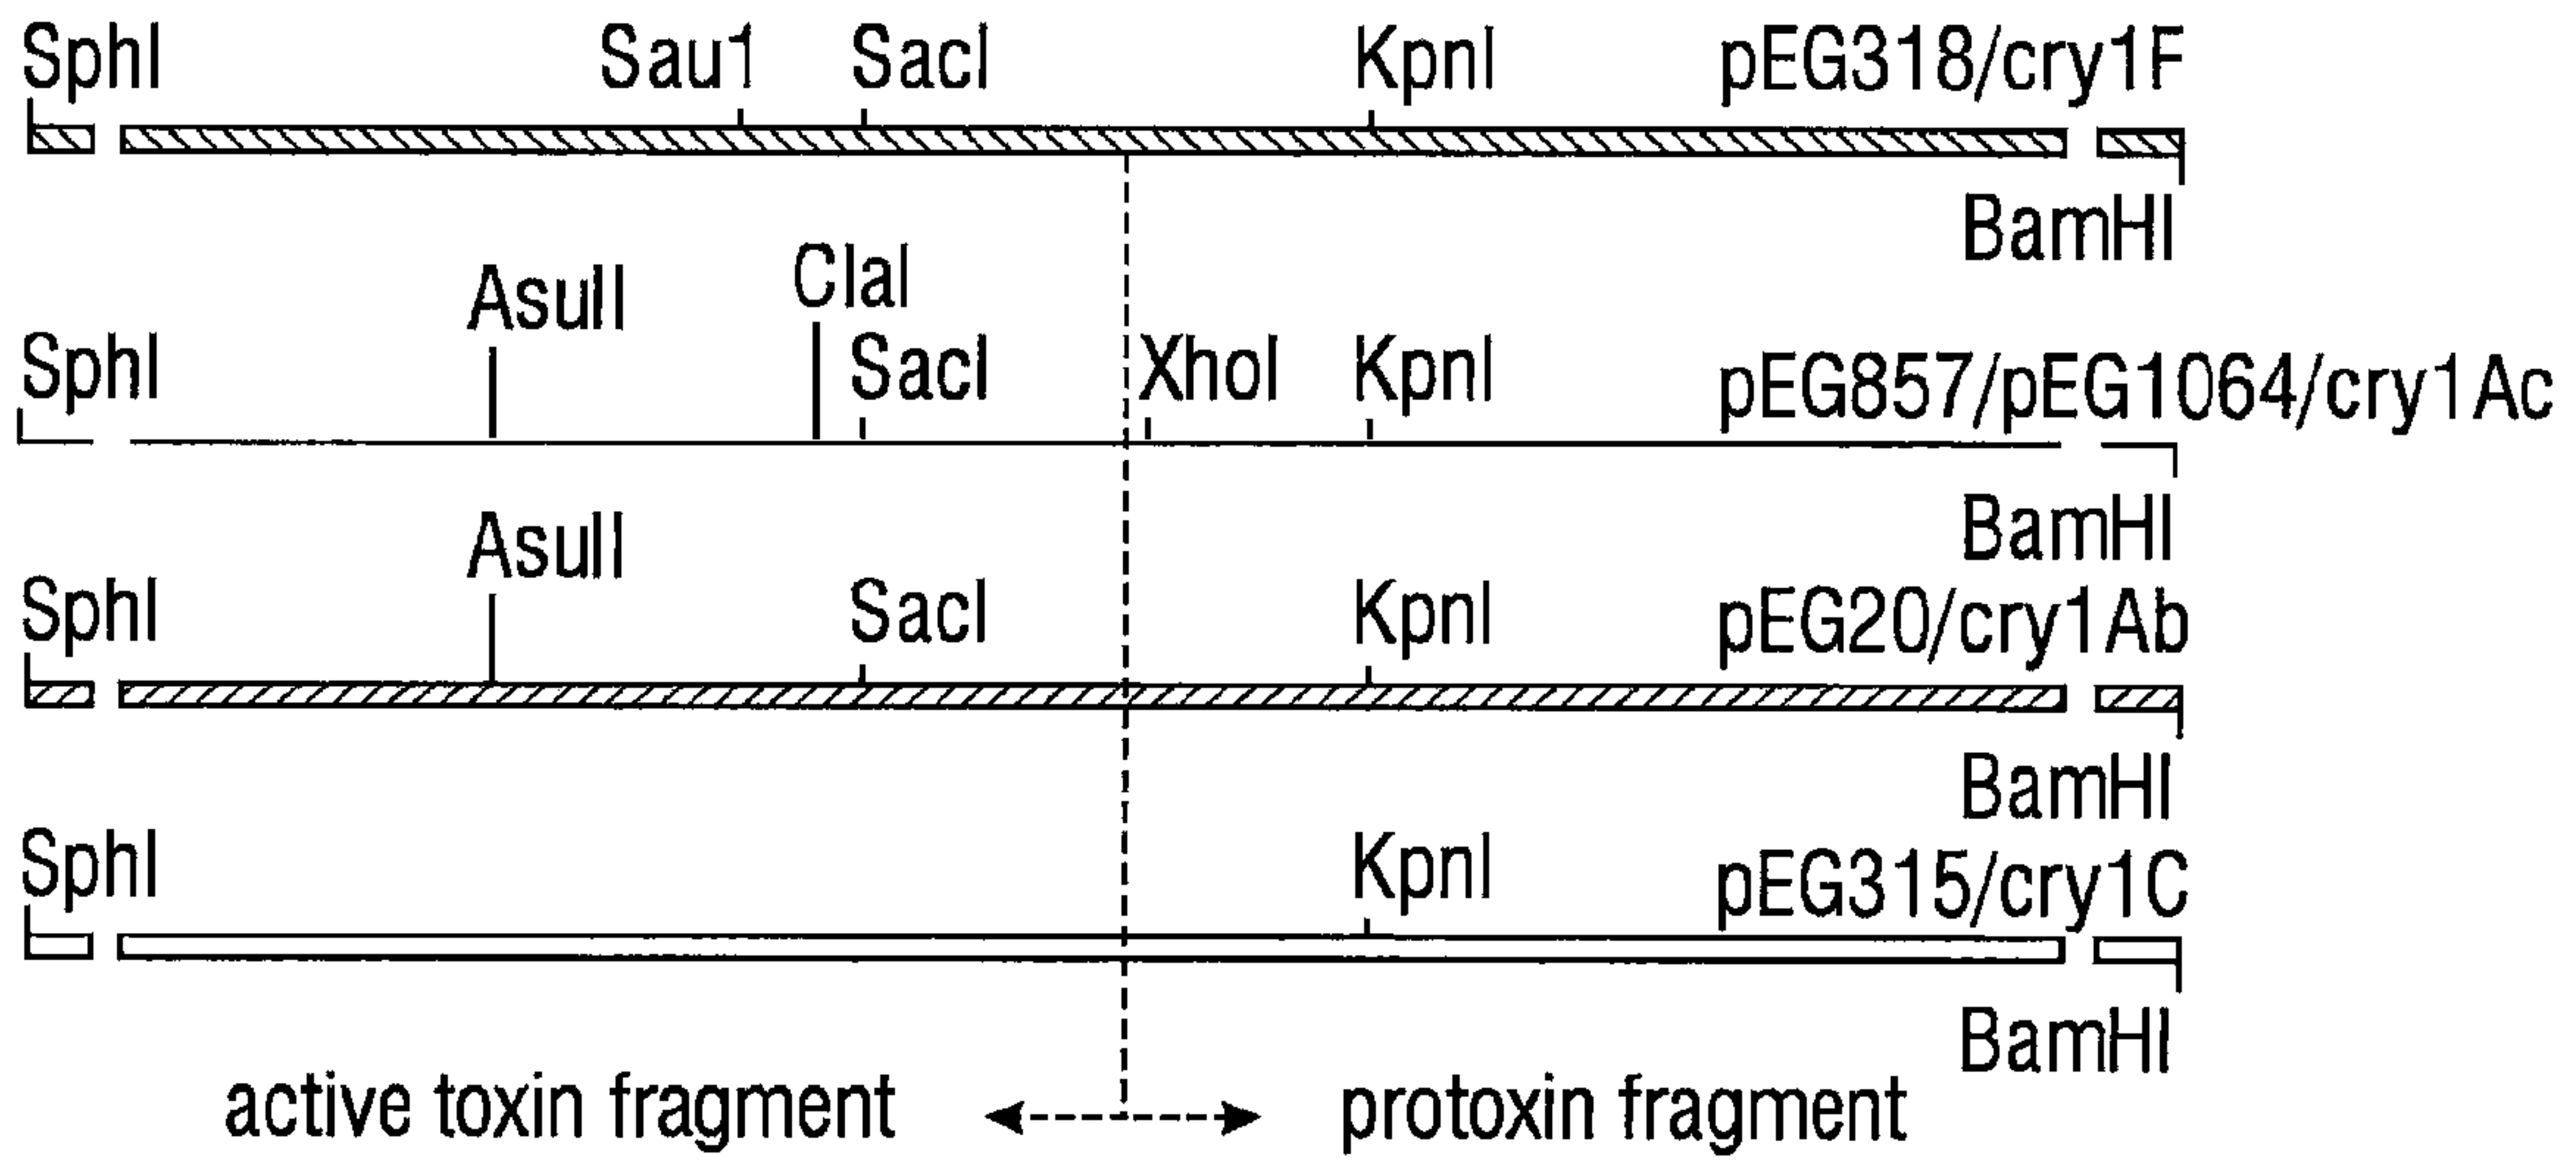 SphI Sau1 SacI KpnI pEG318/cry1F
BamHI
AsuII ClaI
SphI SacI XhoI KpnI pEG857/pEG1064/cry1Ac
BamHI
AsuII
SphI SacI KpnI pEG20/cry1Ab
BamHI
SphI KpnI pEG315/cry1C
BamHI
active toxin fragment protoxin fragment